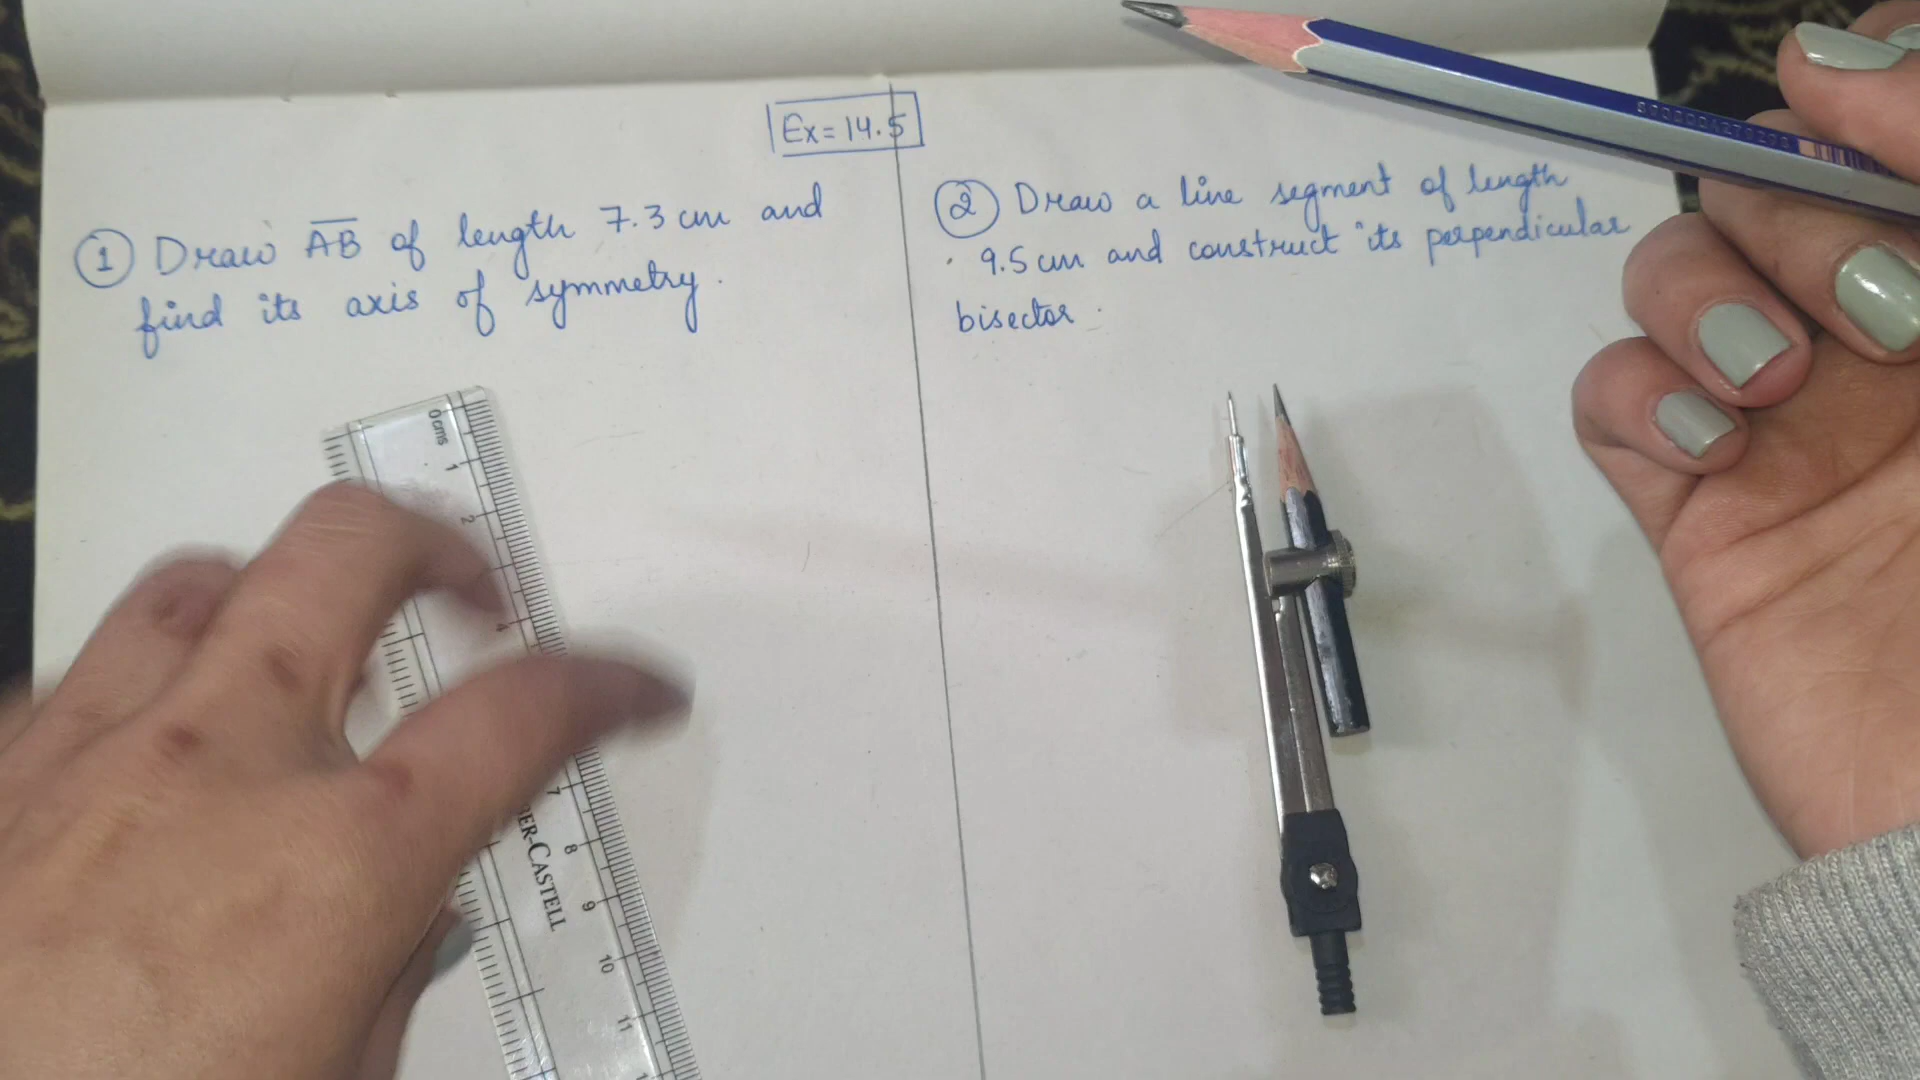 Ex = 14.5
① Draw AB of length 7.3 cm and
find its axis of symmetry.
② Draw a line segment of length
9.5 cm and construct its perpendicular
bisector.
0 cms
1
2
4
7
8
9
10
11
BER-CASTELL